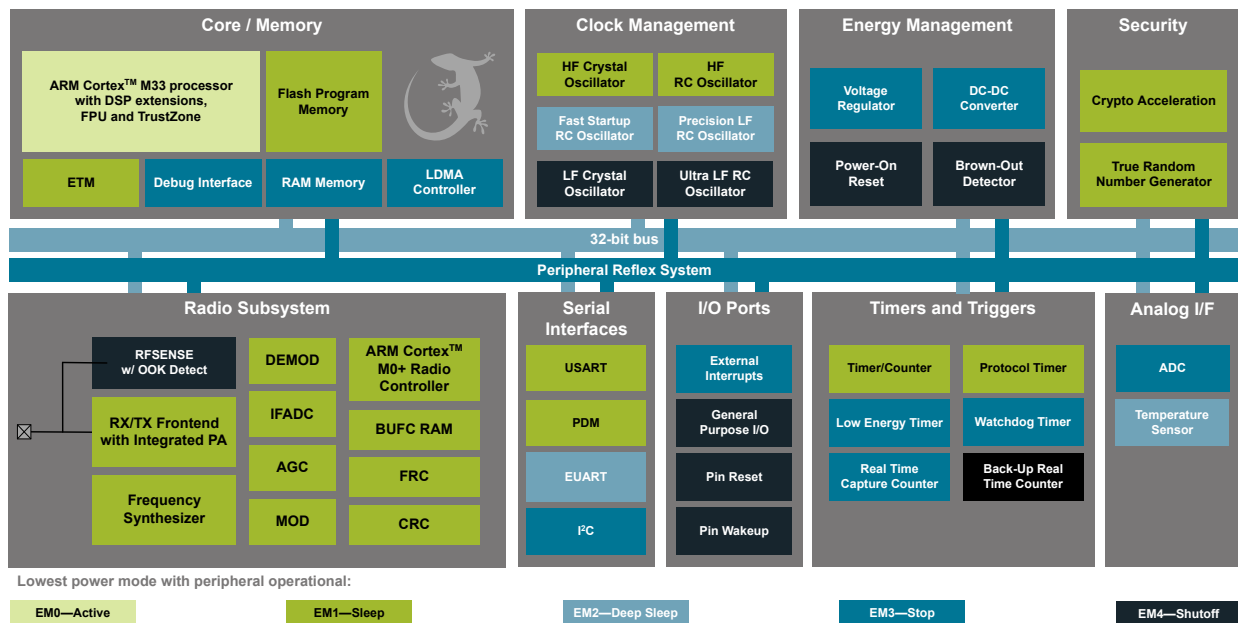 Core / Memory
ARM Cortex™ M33 processor
with DSP extensions,
FPU and TrustZone
Flash Program
Memory
ETM
Debug Interface
RAM Memory
LDMA
Controller
Clock Management
HF Crystal
Oscillator
HF
RC Oscillator
Fast Startup
RC Oscillator
Precision LF
RC Oscillator
LF Crystal
Oscillator
Ultra LF RC
Oscillator
Energy Management
Voltage
Regulator
DC-DC
Converter
Power-On
Reset
Brown-Out
Detector
Security
Crypto Acceleration
True Random
Number Generator
32-bit bus
Peripheral Reflex System
Radio Subsystem
RFSENSE
w/ OOK Detect
RX/TX Frontend
with Integrated PA
Frequency
Synthesizer
DEMOD
IFADC
AGC
MOD
ARM Cortex™
M0+ Radio
Controller
BUFC RAM
FRC
CRC
Serial
Interfaces
USART
PDM
EUART
I²C
I/O Ports
External
Interrupts
General
Purpose I/O
Pin Reset
Pin Wakeup
Timers and Triggers
Timer/Counter
Protocol Timer
Low Energy Timer
Watchdog Timer
Real Time
Capture Counter
Back-Up Real
Time Counter
Analog I/F
ADC
Temperature
Sensor
Lowest power mode with peripheral operational:
EM0—Active
EM1—Sleep
EM2—Deep Sleep
EM3—Stop
EM4—Shutoff